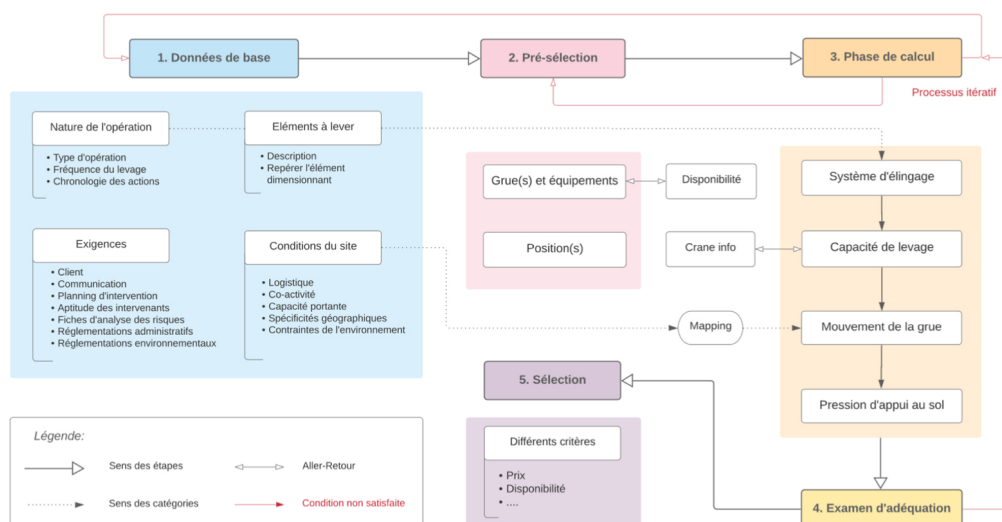 1. Données de base
2. Pré-sélection
3. Phase de calcul
Processus itératif
Nature de l'opération
• Type d'opération
• Fréquence du levage
• Chronologie des actions
Eléments à lever
• Description
• Repérer l'élément
dimensionnant
Exigences
• Client
• Communication
• Planning d'intervention
• Aptitude des intervenants
• Fiches d'analyse des risques
• Réglementations administratifs
• Réglementations environnementaux
Conditions du site
• Logistique
• Co-activité
• Capacité portante
• Spécificités géographiques
• Contraintes de l'environnement
Grue(s) et équipements
Disponibilité
Position(s)
Crane info
Mapping
Système d'élingage
Capacité de levage
Mouvement de la grue
Pression d'appui au sol
5. Sélection
Différents critères
• Prix
• Disponibilité
• ....
4. Examen d'adéquation
Légende:
Sens des étapes
Aller-Retour
Sens des catégories
Condition non satisfaite